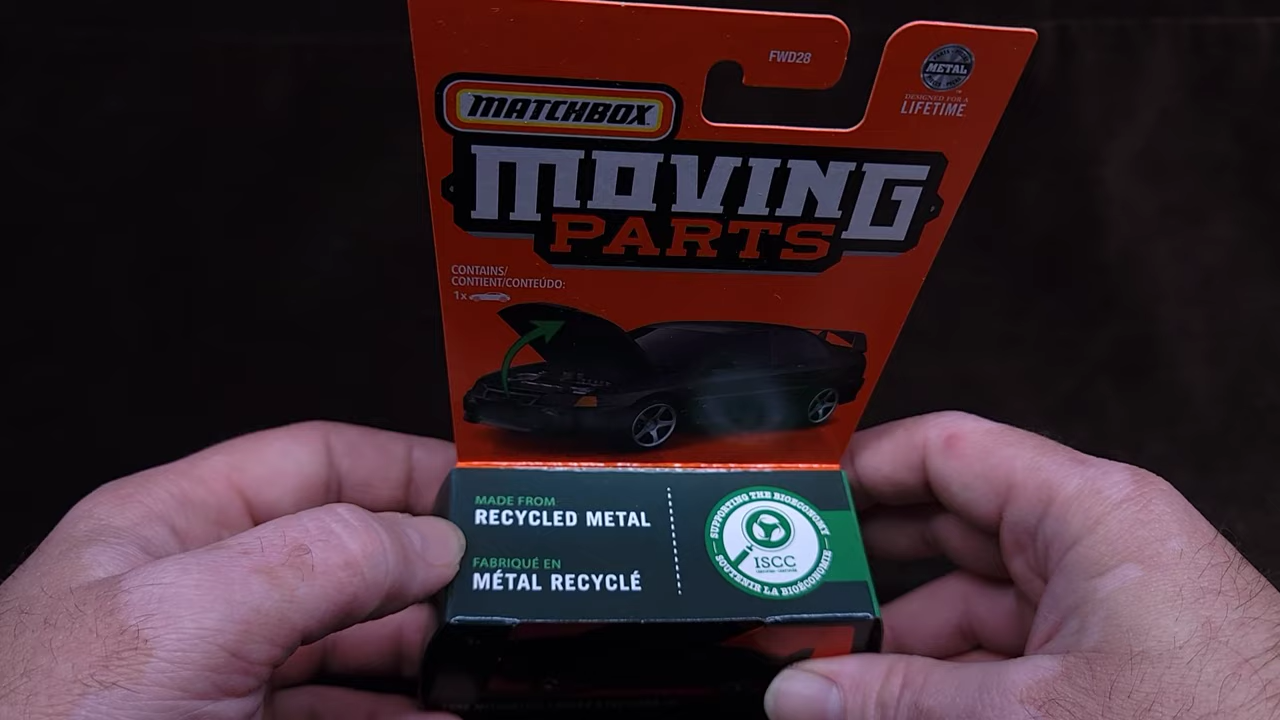 FWD28
METAL
DESIGNED FOR A
LIFETIME
MATCHBOX
MOVING
PARTS
CONTAINS/
CONTIENT/CONTEÚDO:
1x
MADE FROM
RECYCLED METAL
FABRIQUÉ EN
MÉTAL RECYCLÉ
SUPPORTING THE BIOECONOMY
ISCC
SOUTENIR LA BIOÉCONOMIE